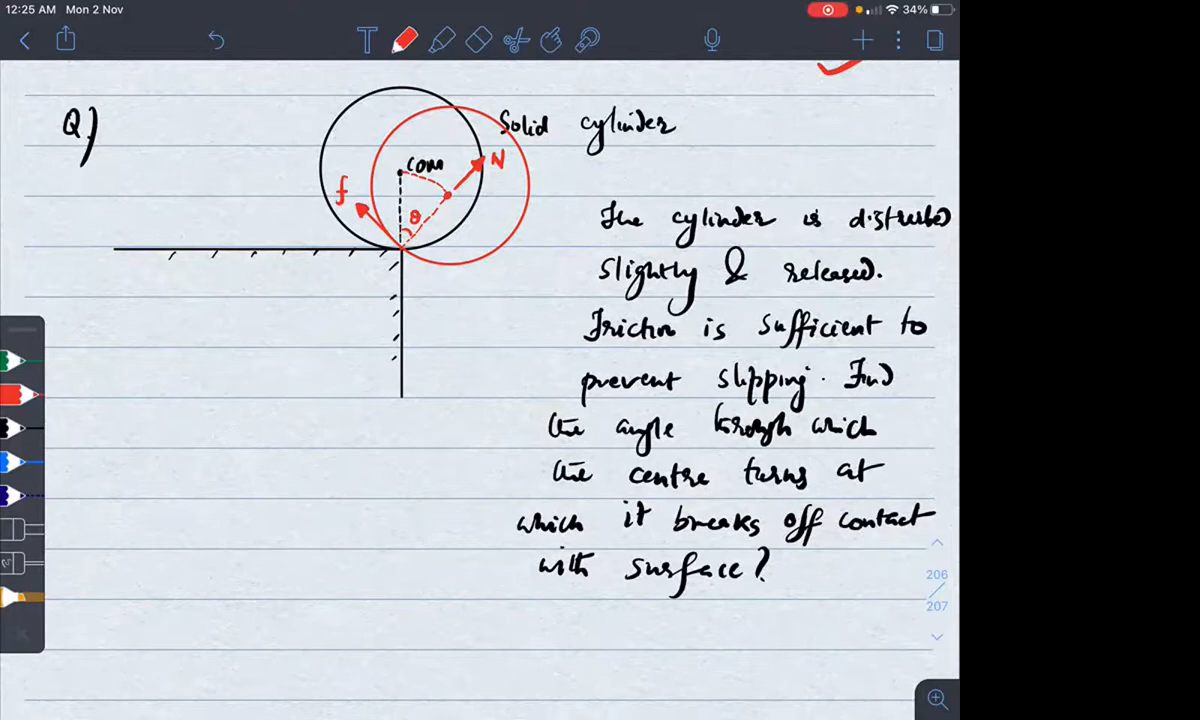 12:25 AM Mon 2 Nov
34%
T
Q)
Solid cylinder
com
N
f
θ
The cylinder is distrubed
slightly & released.
Friction is sufficient to
prevent slipping. Find
the angle through which
the centre turns at
which it breaks off contact
with surface?
206
207